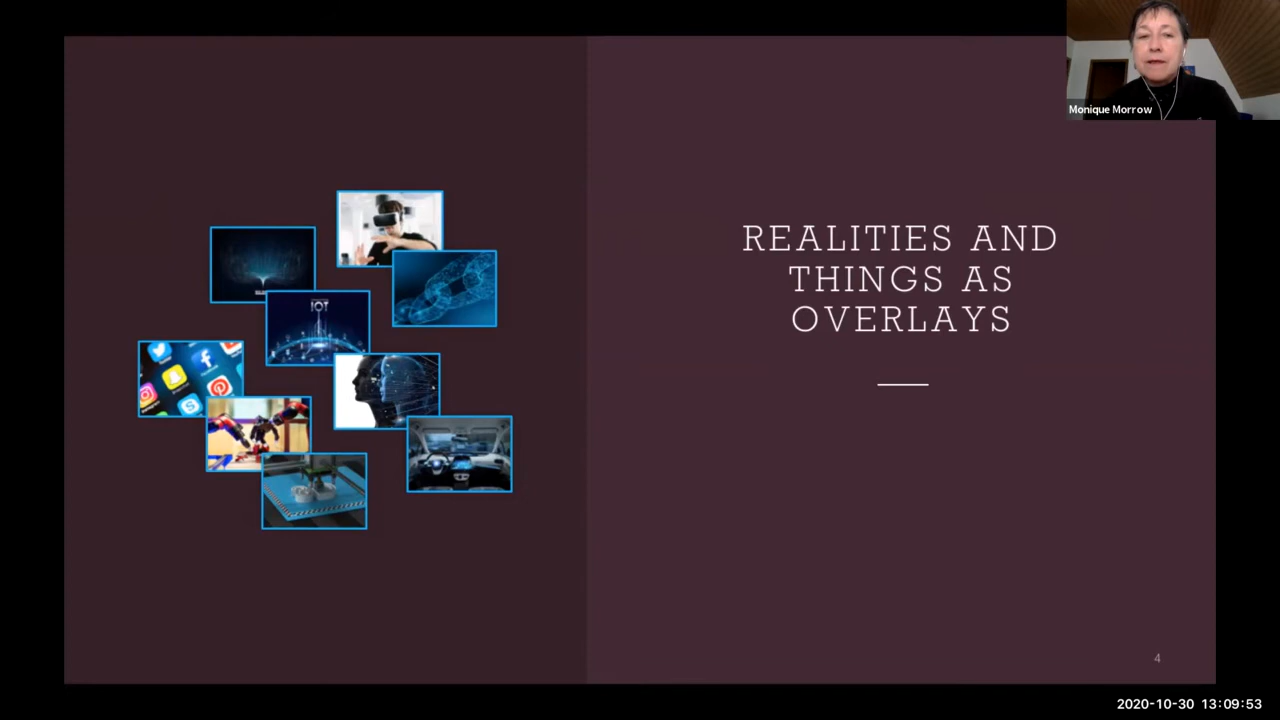 Monique Morrow
REALITIES AND
THINGS AS
OVERLAYS
IOT
4
2020-10-30 13:09:53